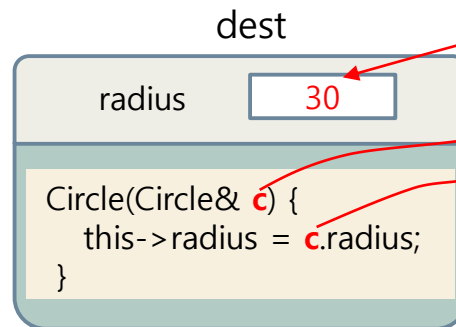 dest
radius 30
Circle(Circle& c) {
this->radius = c.radius;
}